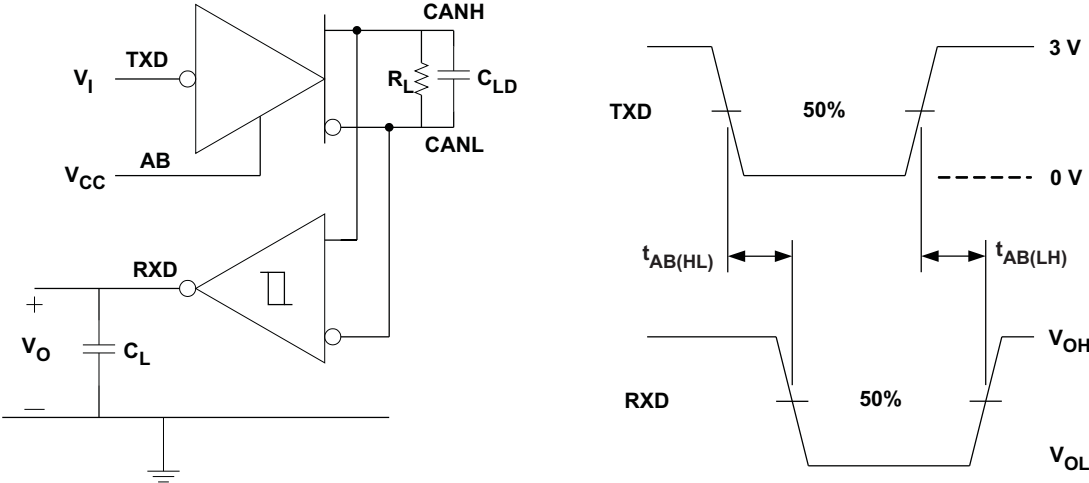 CANH
TXD
V_I
R_L
C_LD
CANL
AB
V_CC
RXD
+
V_O
C_L
—
3 V
TXD
50%
0 V
t_AB(HL)
t_AB(LH)
V_OH
RXD
50%
V_OL